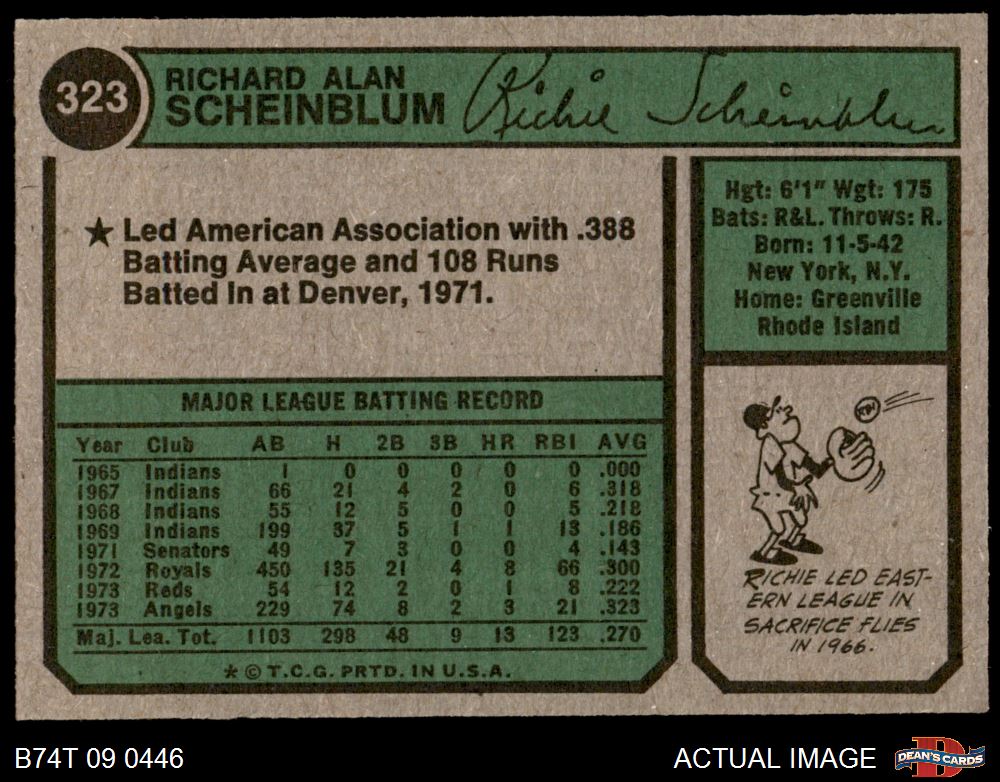 323
RICHARD ALAN
SCHEINBLUM
Richie Scheinblum
★ Led American Association with .388
Batting Average and 108 Runs
Batted In at Denver, 1971.
Hgt: 6'1" Wgt: 175
Bats: R&L. Throws: R.
Born: 11-5-42
New York, N.Y.
Home: Greenville
Rhode Island
MAJOR LEAGUE BATTING RECORD
Year Club AB H 2B 3B HR RBI AVG
1965 Indians 1 0 0 0 0 0 .000
1967 Indians 66 21 4 2 0 6 .318
1968 Indians 55 12 5 0 0 5 .218
1969 Indians 199 37 5 1 1 13 .186
1971 Senators 49 7 3 0 0 4 .143
1972 Royals 450 135 21 4 8 66 .300
1973 Reds 54 12 2 0 1 8 .222
1973 Angels 229 74 8 2 3 21 .323
Maj. Lea. Tot. 1103 298 48 9 13 123 .270
* © T.C.G. PRTD. IN U.S.A.
RICHIE LED EAST-
ERN LEAGUE IN
SACRIFICE FLIES
IN 1966.
B74T 09 0446
ACTUAL IMAGE
DEAN'S CARDS